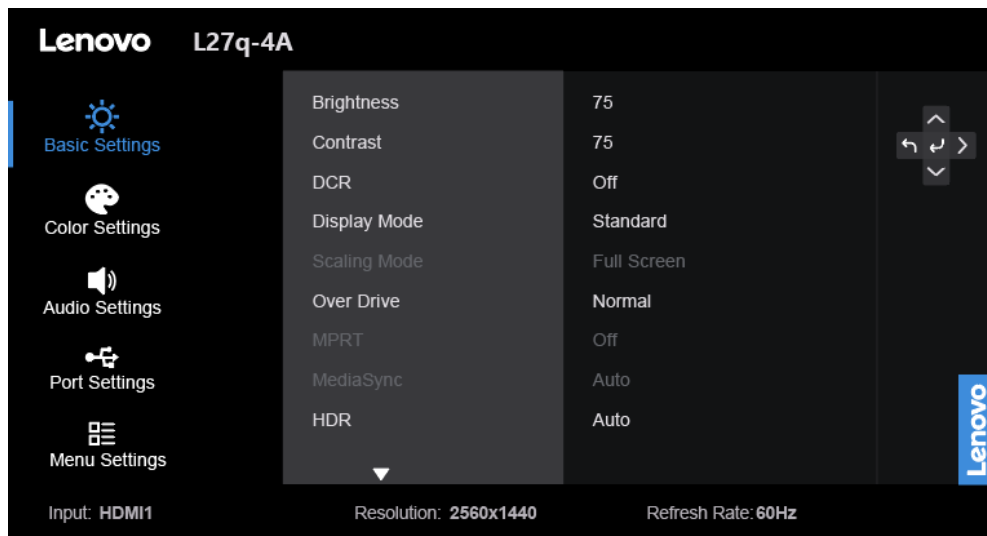 Lenovo L27q-4A
Basic Settings
Color Settings
Audio Settings
Port Settings
Menu Settings
Brightness 75
Contrast 75
DCR Off
Display Mode Standard
Scaling Mode Full Screen
Over Drive Normal
MPRT Off
MediaSync Auto
HDR Auto
Lenovo
Input: HDMI1 Resolution: 2560x1440 Refresh Rate:60Hz